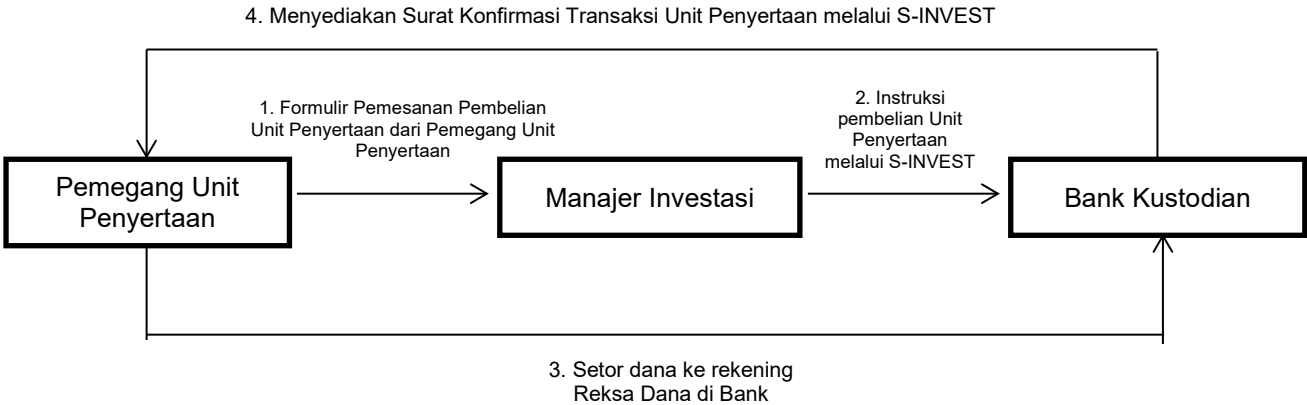 4. Menyediakan Surat Konfirmasi Transaksi Unit Penyertaan melalui S-INVEST
1. Formulir Pemesanan Pembelian
Unit Penyertaan dari Pemegang Unit
Penyertaan
2. Instruksi
pembelian Unit
Penyertaan
melalui S-INVEST
Pemegang Unit
Penyertaan
Manajer Investasi
Bank Kustodian
3. Setor dana ke rekening
Reksa Dana di Bank